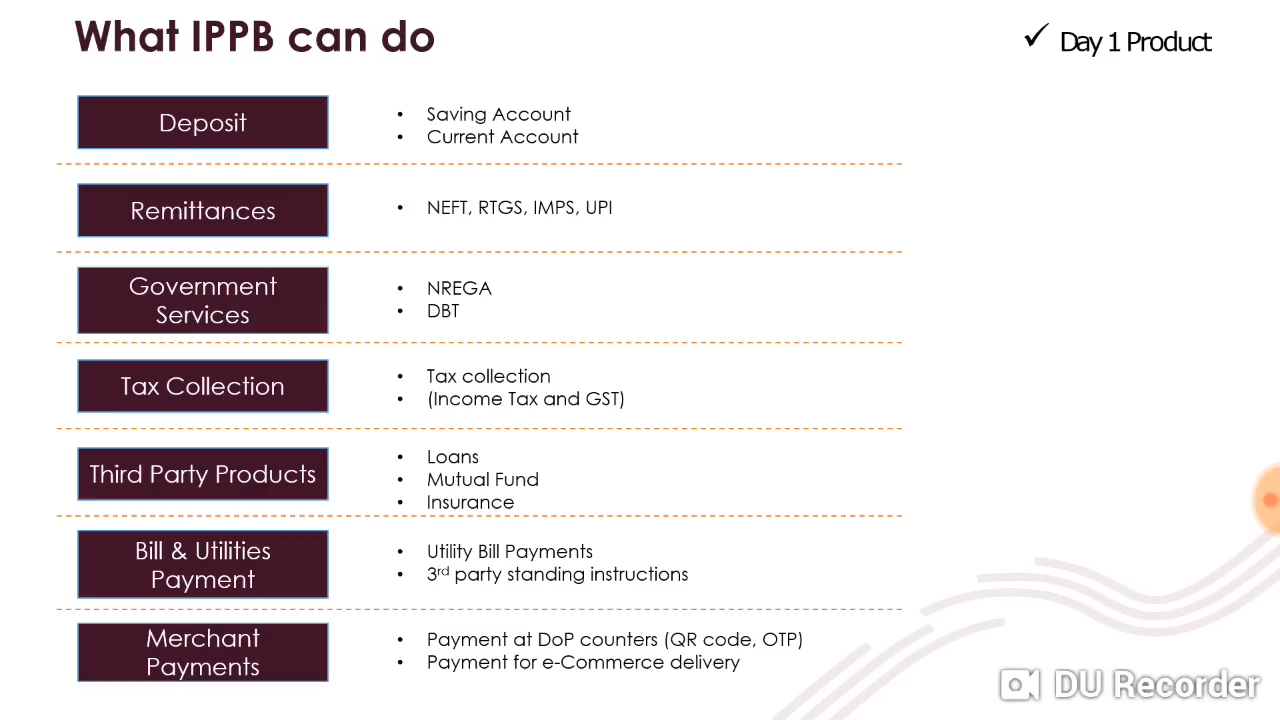 What IPPB can do
✓ Day 1 Product
Deposit
• Saving Account
• Current Account
Remittances
• NEFT, RTGS, IMPS, UPI
Government
Services
• NREGA
• DBT
Tax Collection
• Tax collection
• (Income Tax and GST)
Third Party Products
• Loans
• Mutual Fund
• Insurance
Bill & Utilities
Payment
• Utility Bill Payments
• 3rd party standing instructions
Merchant
Payments
• Payment at DoP counters (QR code, OTP)
• Payment for e-Commerce delivery
DU Recorder